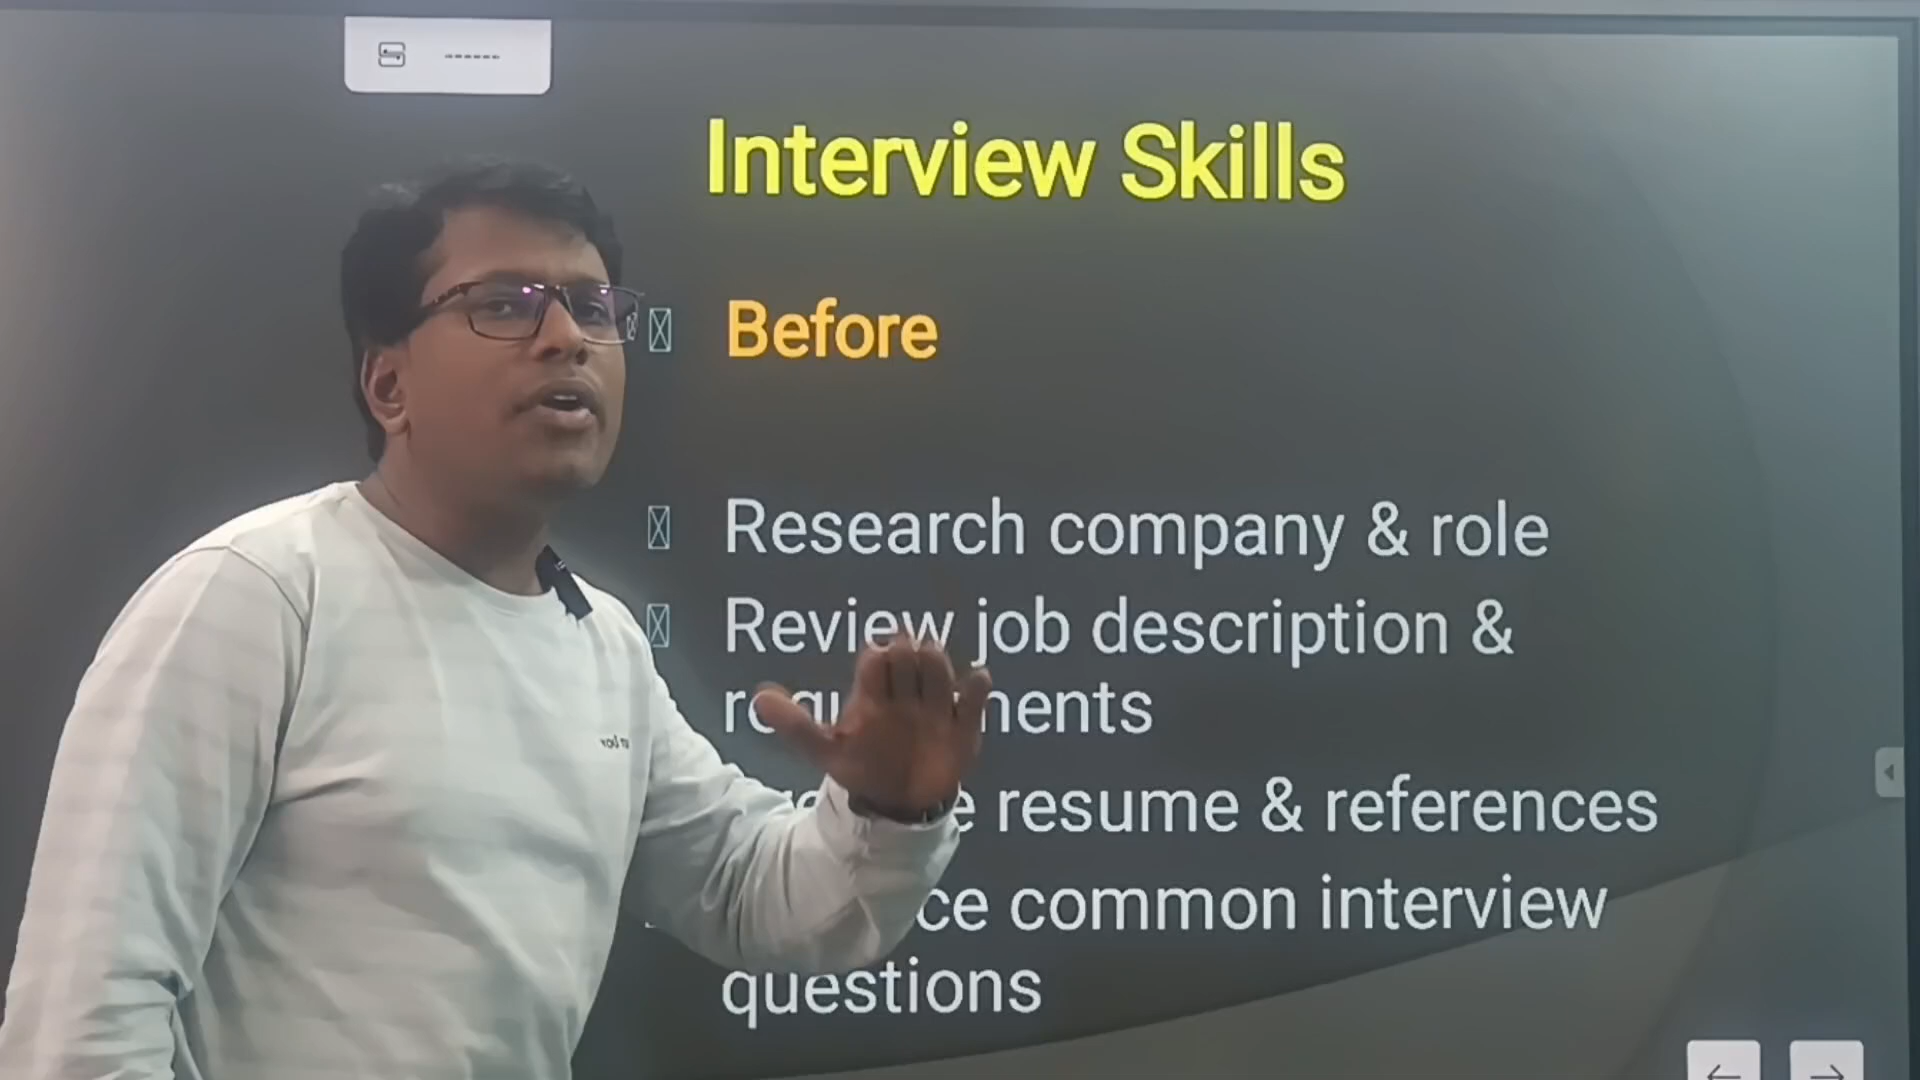 Interview Skills
Before
Research company & role
Review job description &
resume & references
common interview
questions